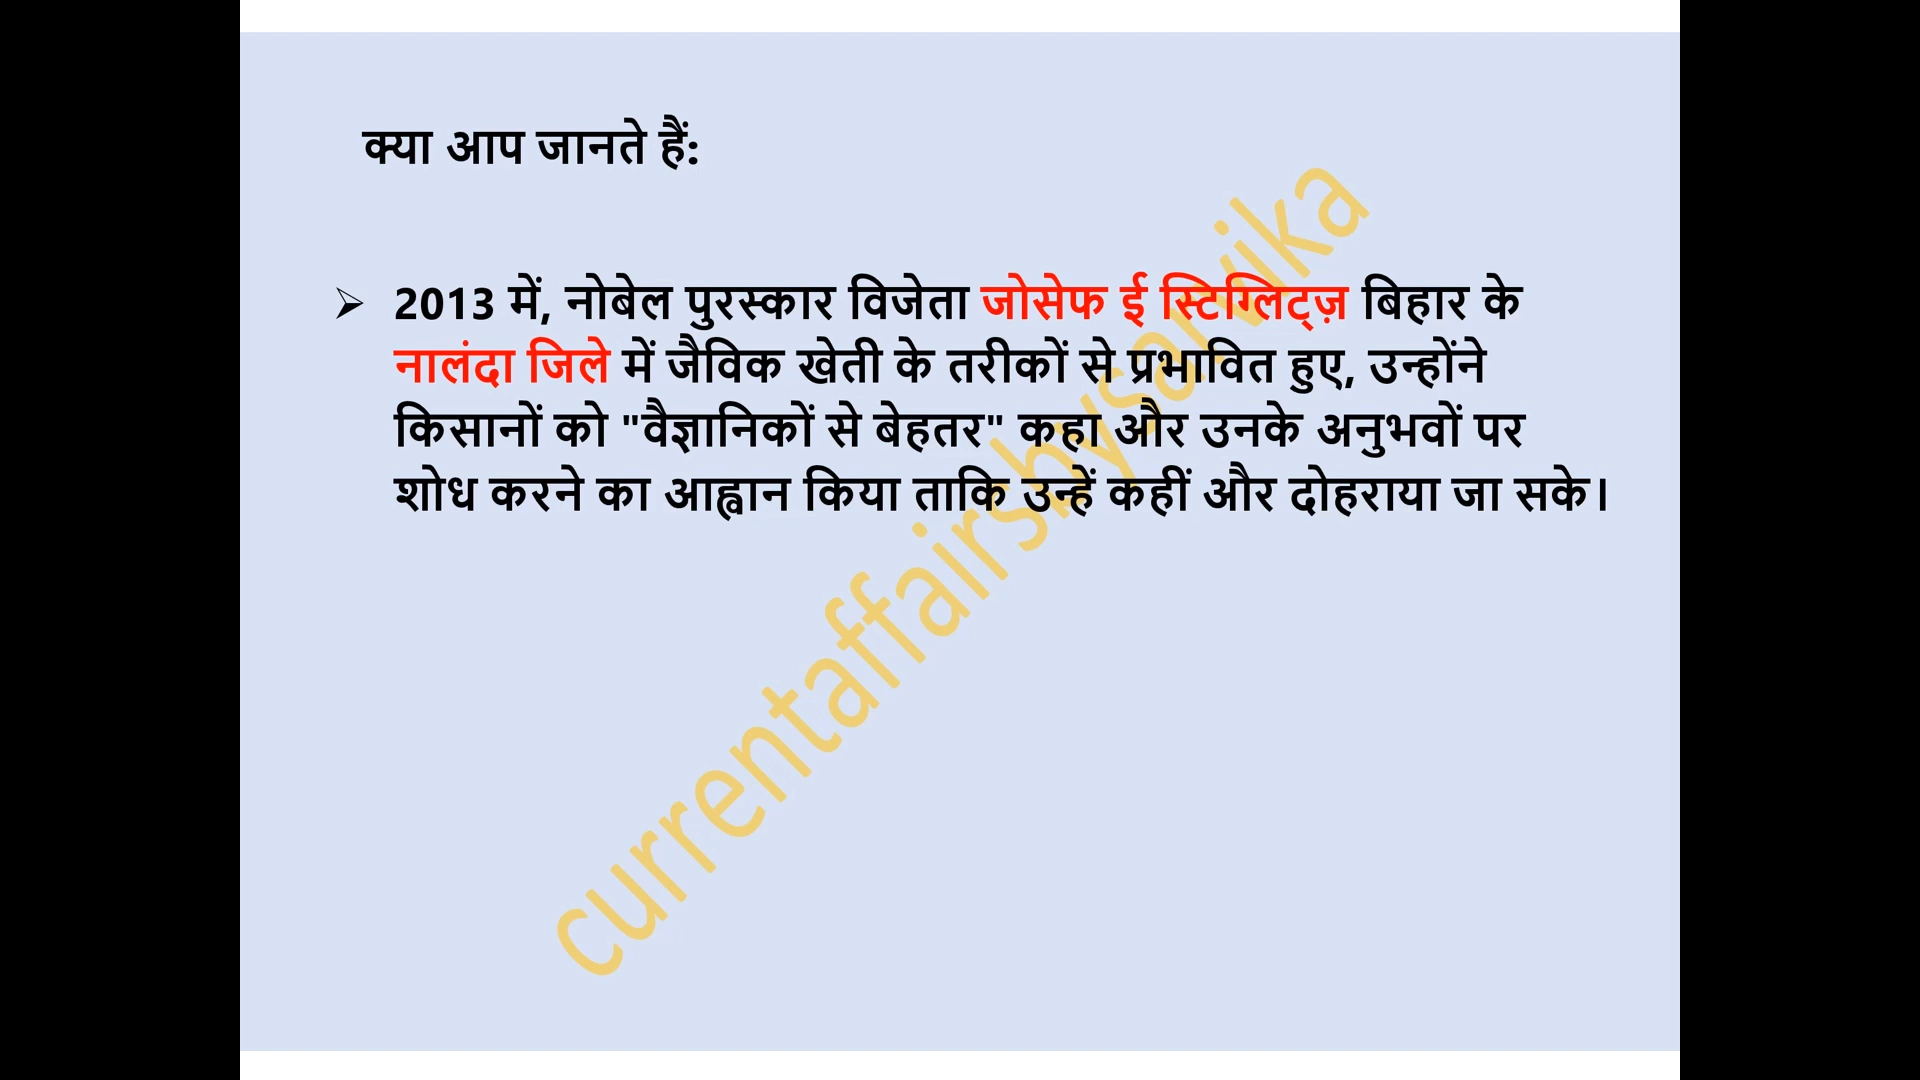 क्या आप जानते हैं:
➢ 2013 में, नोबेल पुरस्कार विजेता जोसेफ ई स्टिग्लिट्ज़ बिहार के
नालंदा जिले में जैविक खेती के तरीकों से प्रभावित हुए, उन्होंने
किसानों को "वैज्ञानिकों से बेहतर" कहा और उनके अनुभवों पर
शोध करने का आह्वान किया ताकि उन्हें कहीं और दोहराया जा सके।
currentaffairsbysarvika